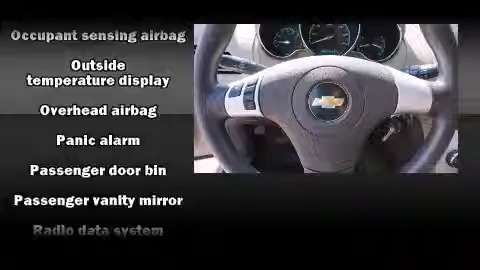 Occupant sensing airbag
Outside
temperature display
Overhead airbag
Panic alarm
Passenger door bin
Passenger vanity mirror
Radio data system